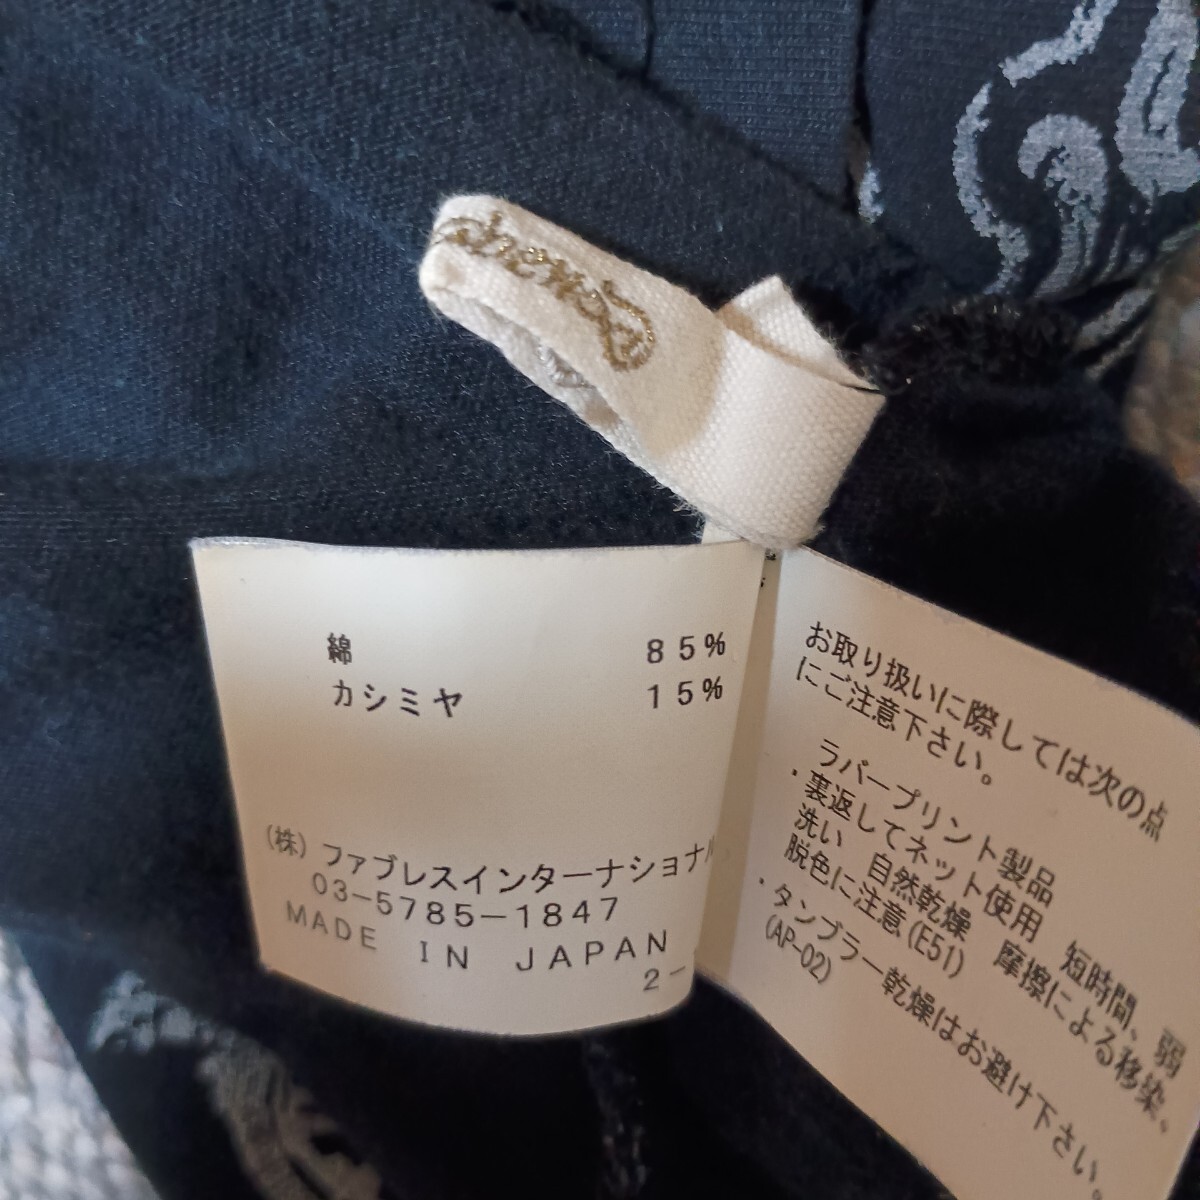 綿 85%
カシミヤ 15%
(株)ファブレスインターナショナル
03-5785-1847
MADE IN JAPAN
2-
お取り扱いに際しては次の点
にご注意下さい。
ラバープリント製品
・裏返してネット使用 短時間、弱
洗い 自然乾燥 摩擦による移染、
脱色に注意(E51)
・タンブラー乾燥はお避け下さい。
(AP-02)